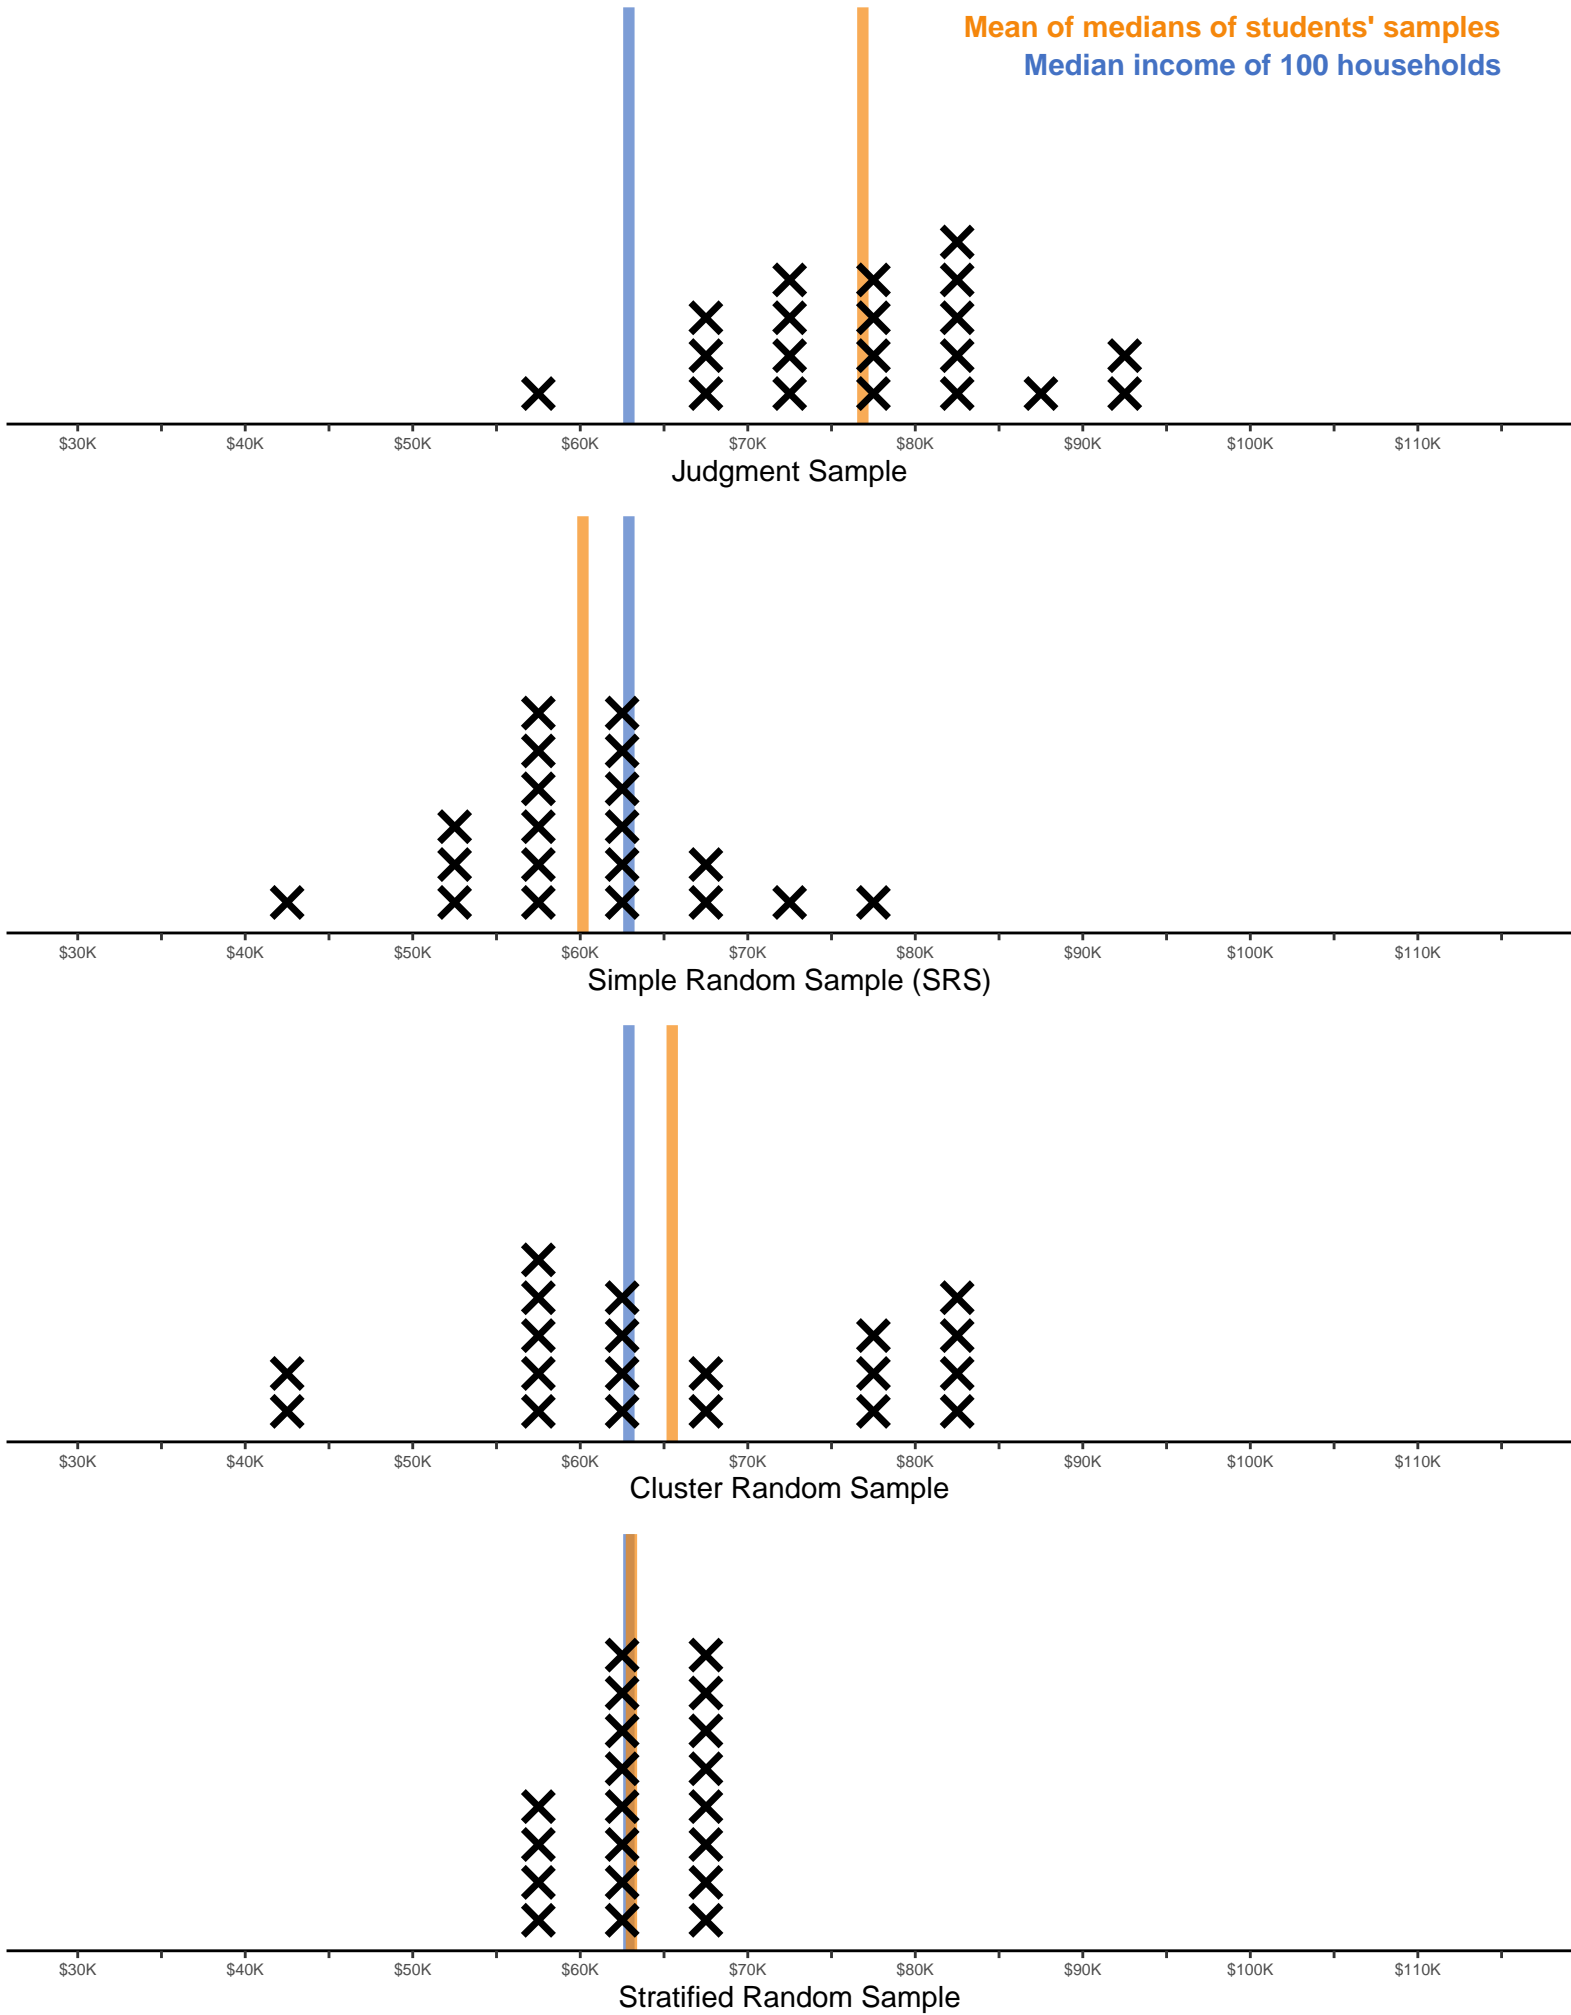 Mean of medians of students' samples
Median income of 100 households
$30K $40K $50K $60K $70K $80K $90K $100K $110K
Judgment Sample
$30K $40K $50K $60K $70K $80K $90K $100K $110K
Simple Random Sample (SRS)
$30K $40K $50K $60K $70K $80K $90K $100K $110K
Cluster Random Sample
$30K $40K $50K $60K $70K $80K $90K $100K $110K
Stratified Random Sample